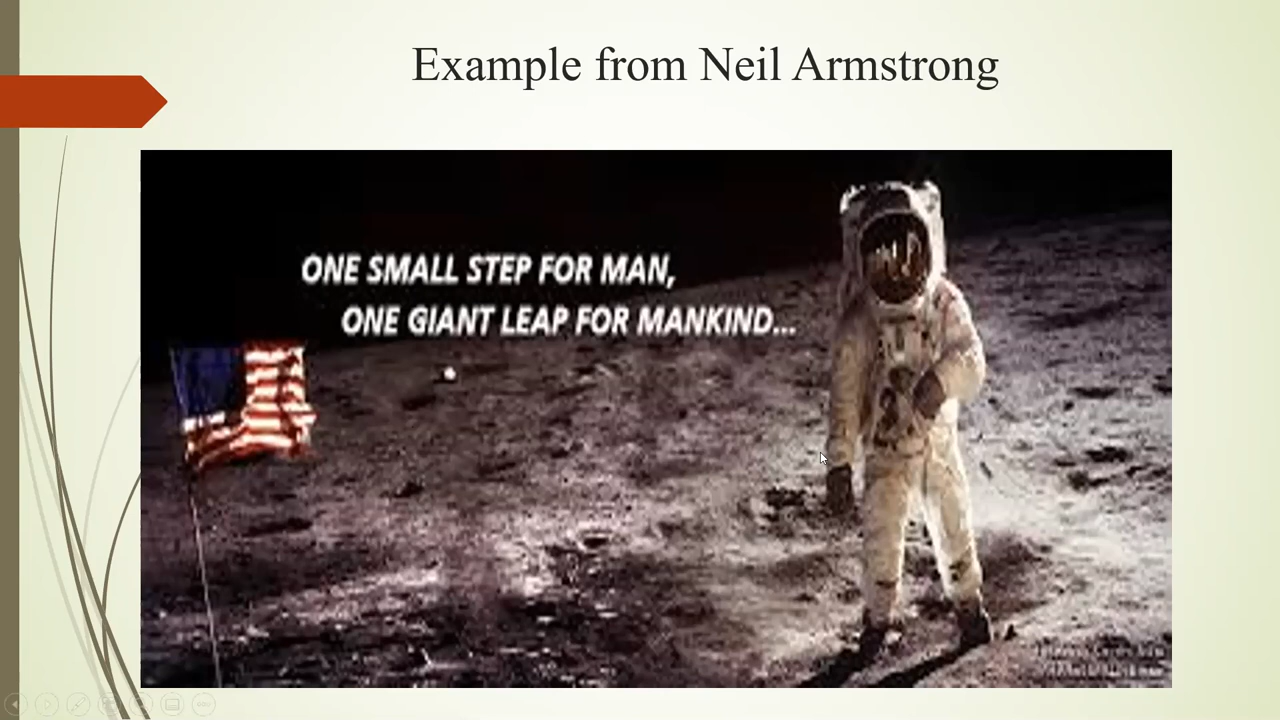 Example from Neil Armstrong
ONE SMALL STEP FOR MAN,
ONE GIANT LEAP FOR MANKIND...